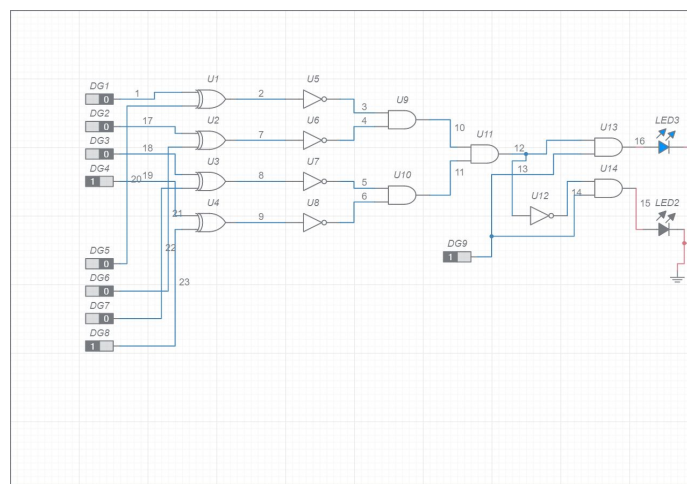 DG1
0
1
U1
2
U5
3
U9
DG2
0
17
U2
7
U6
4
10
DG3
0
18
U3
8
U7
5
U10
11
U11
12
13
U13
16
LED3
DG4
1
20
19
21
U4
9
U8
6
U12
14
U14
15
LED2
DG5
0
22
DG9
1
DG6
0
23
DG7
0
DG8
1